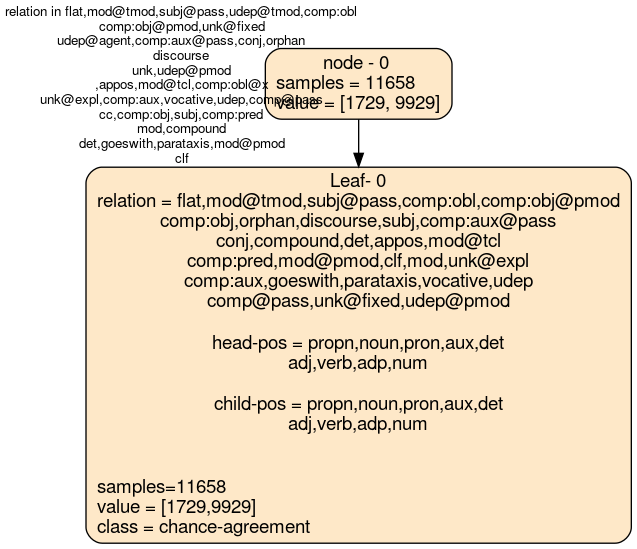 relation in flat,mod@tmod,subj@pass,udep@tmod,comp:obl
comp:obj@pmod,unk@fixed
udep@agent,comp:aux@pass,conj,orphan
discourse
unk,udep@pmod
,appos,mod@tcl,comp:obl@x
unk@expl,comp:aux,vocative,udep,comp@pass
cc,comp:obj,subj,comp:pred
mod,compound
det,goeswith,parataxis,mod@pmod
clf
node - 0
samples = 11658
value = [1729, 9929]
Leaf- 0
relation = flat,mod@tmod,subj@pass,comp:obl,comp:obj@pmod
comp:obj,orphan,discourse,subj,comp:aux@pass
conj,compound,det,appos,mod@tcl
comp:pred,mod@pmod,clf,mod,unk@expl
comp:aux,goeswith,parataxis,vocative,udep
comp@pass,unk@fixed,udep@pmod
head-pos = propn,noun,pron,aux,det
adj,verb,adp,num
child-pos = propn,noun,pron,aux,det
adj,verb,adp,num
samples=11658
value = [1729,9929]
class = chance-agreement